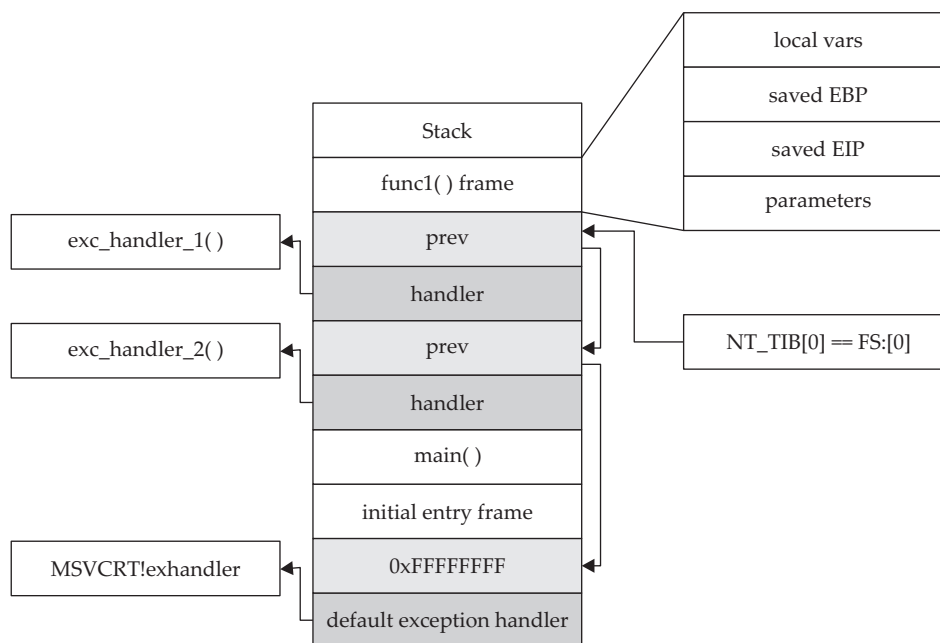 local vars
saved EBP
saved EIP
parameters
Stack
func1( ) frame
prev
handler
prev
handler
main( )
initial entry frame
0xFFFFFFFF
default exception handler
exc_handler_1( )
exc_handler_2( )
MSVCRT!exhandler
NT_TIB[0] == FS:[0]